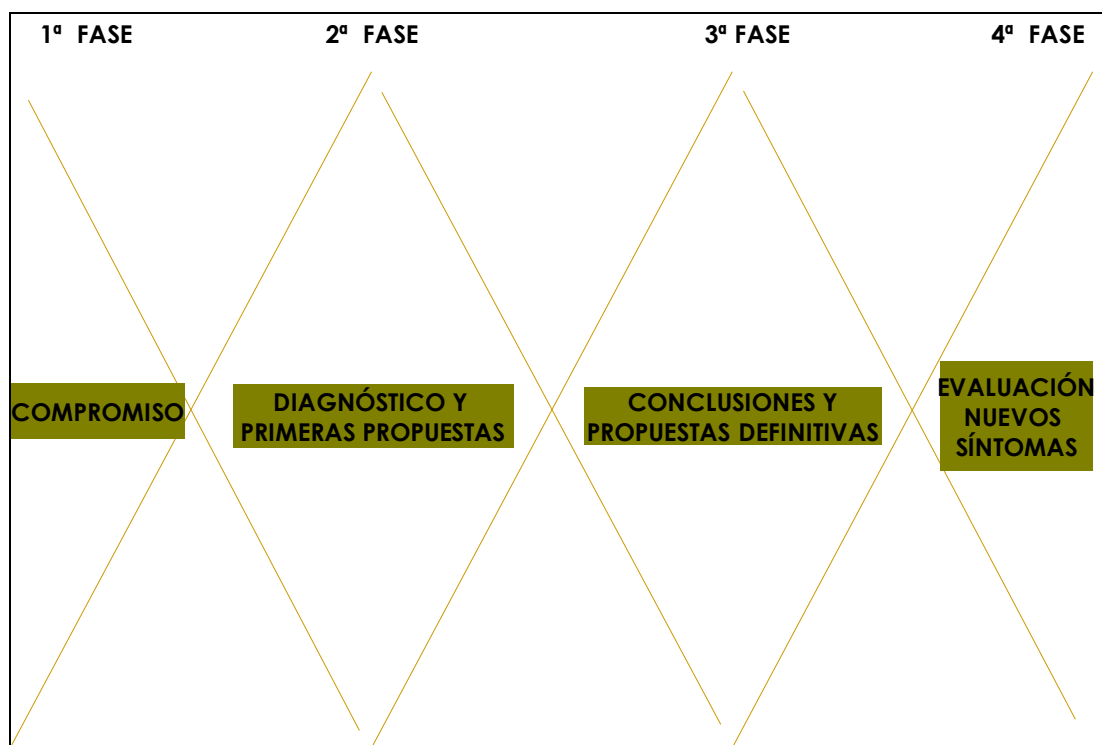 1ª FASE
2ª FASE
3ª FASE
4ª FASE
COMPROMISO
DIAGNÓSTICO Y
PRIMERAS PROPUESTAS
CONCLUSIONES Y
PROPUESTAS DEFINITIVAS
EVALUACIÓN
NUEVOS
SÍNTOMAS